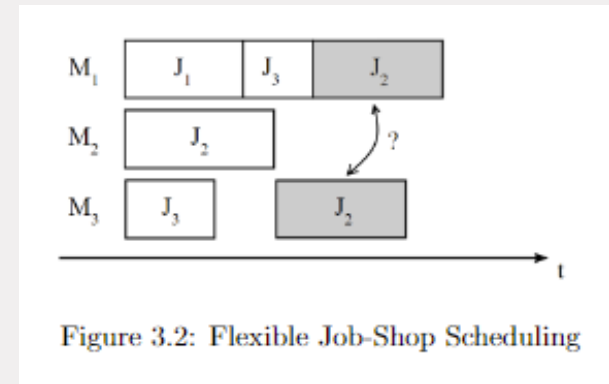 M₁ J₁ J₃ J₂
M₂ J₂ ?
M₃ J₃ J₂
t
Figure 3.2: Flexible Job-Shop Scheduling